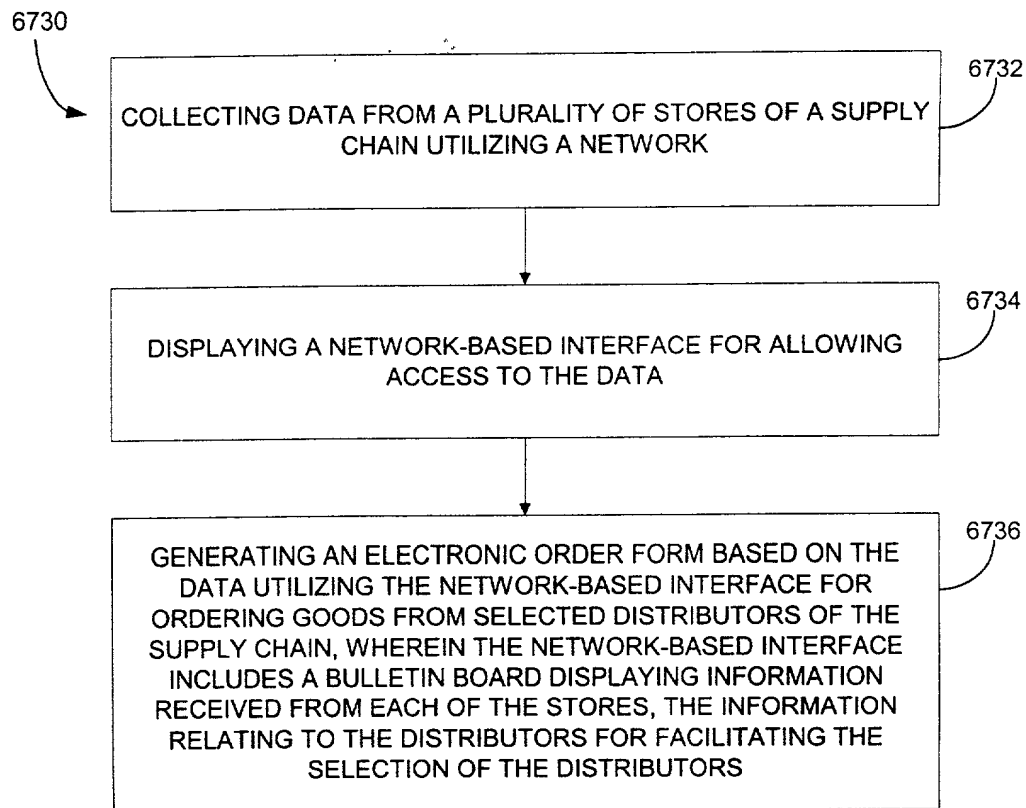 6730
6732
COLLECTING DATA FROM A PLURALITY OF STORES OF A SUPPLY
CHAIN UTILIZING A NETWORK
6734
DISPLAYING A NETWORK-BASED INTERFACE FOR ALLOWING
ACCESS TO THE DATA
6736
GENERATING AN ELECTRONIC ORDER FORM BASED ON THE
DATA UTILIZING THE NETWORK-BASED INTERFACE FOR
ORDERING GOODS FROM SELECTED DISTRIBUTORS OF THE
SUPPLY CHAIN, WHEREIN THE NETWORK-BASED INTERFACE
INCLUDES A BULLETIN BOARD DISPLAYING INFORMATION
RECEIVED FROM EACH OF THE STORES, THE INFORMATION
RELATING TO THE DISTRIBUTORS FOR FACILITATING THE
SELECTION OF THE DISTRIBUTORS